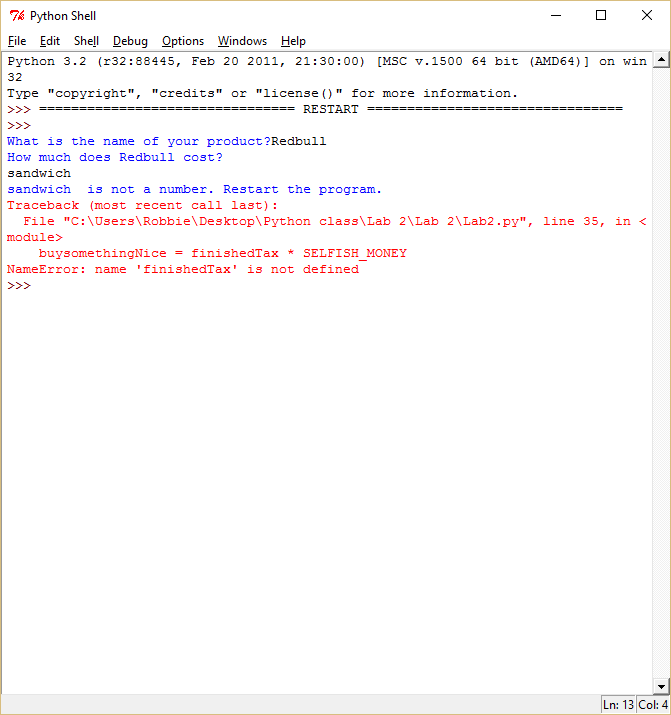 Python Shell
File Edit Shell Debug Options Windows Help
Python 3.2 (r32:88445, Feb 20 2011, 21:30:00) [MSC v.1500 64 bit (AMD64)] on win
32
Type "copyright", "credits" or "license()" for more information.
>>> ================================ RESTART ================================
>>>
What is the name of your product?Redbull
How much does Redbull cost?
sandwich
sandwich  is not a number. Restart the program.
Traceback (most recent call last):
  File "C:\Users\Robbie\Desktop\Python class\Lab 2\Lab 2\Lab2.py", line 35, in <
module>
    buysomethingNice = finishedTax * SELFISH_MONEY
NameError: name 'finishedTax' is not defined
>>>
Ln: 13 Col: 4